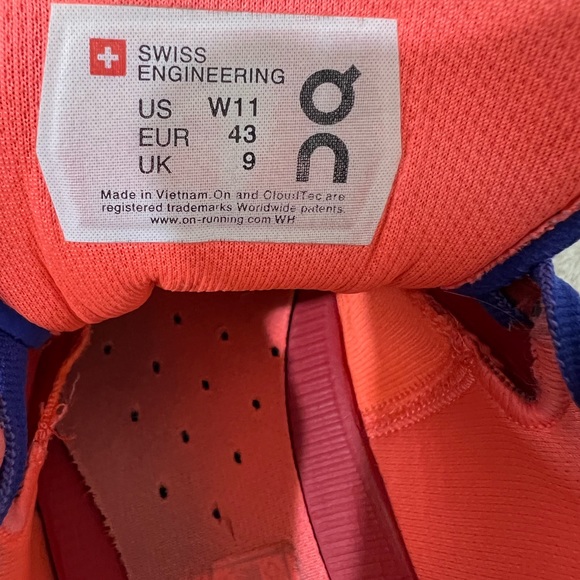 SWISS
ENGINEERING
US W11
EUR 43
UK 9
Made in Vietnam.On and CloudTec are
registered trademarks Worldwide patents.
www.on-running.com WH